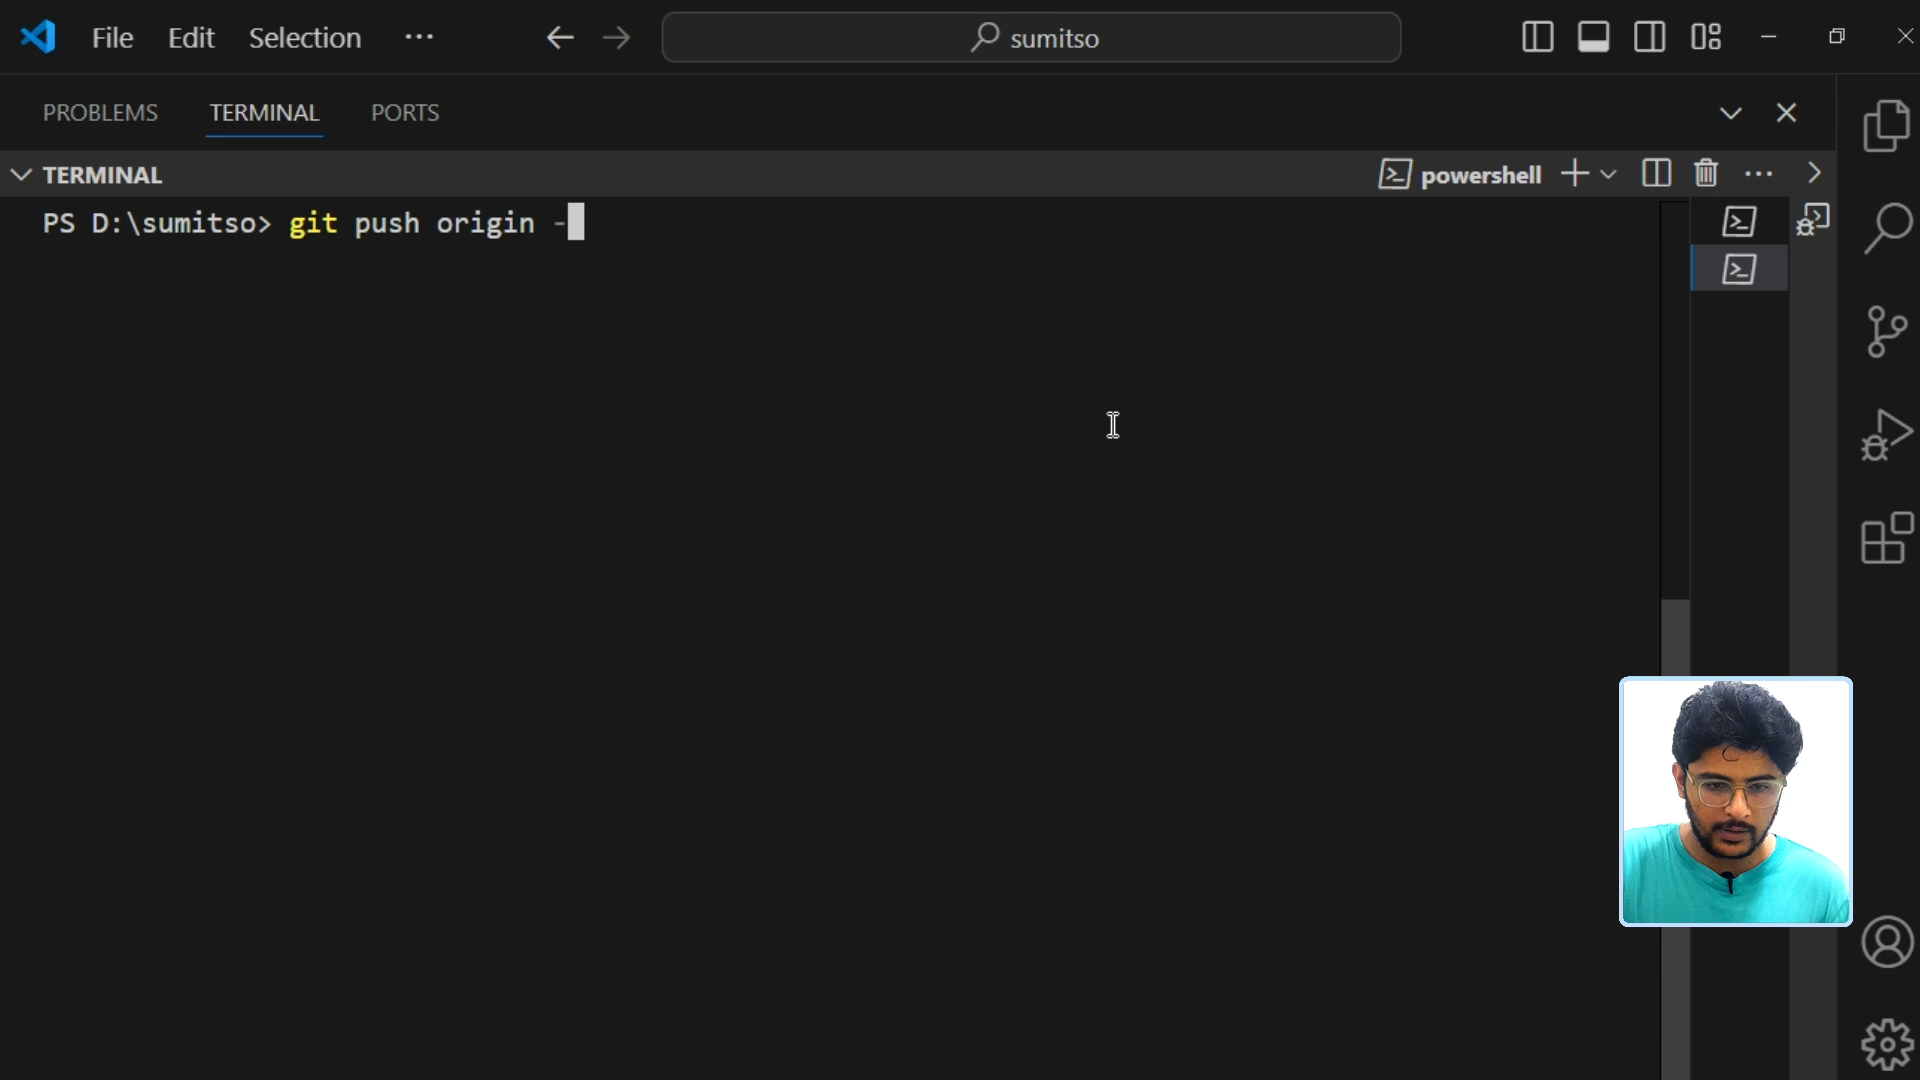 File Edit Selection ···
sumitso
PROBLEMS TERMINAL PORTS
TERMINAL
powershell
PS D:\sumitso> git push origin -